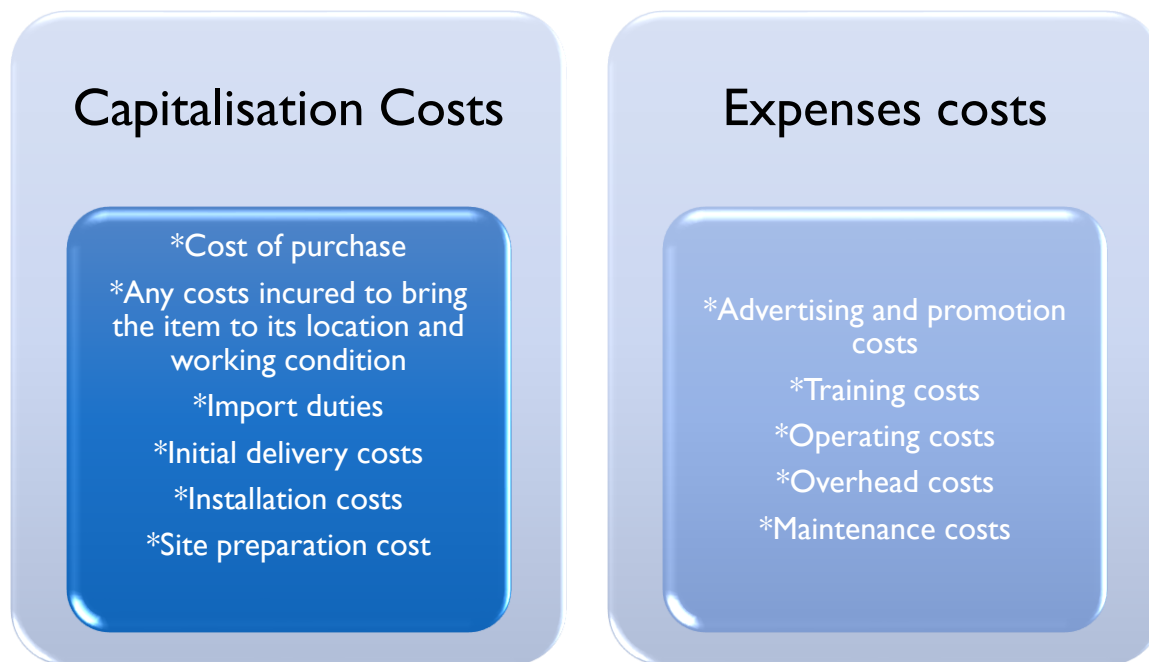 Capitalisation Costs
*Cost of purchase
*Any costs incured to bring
the item to its location and
working condition
*Import duties
*Initial delivery costs
*Installation costs
*Site preparation cost
Expenses costs
*Advertising and promotion
costs
*Training costs
*Operating costs
*Overhead costs
*Maintenance costs